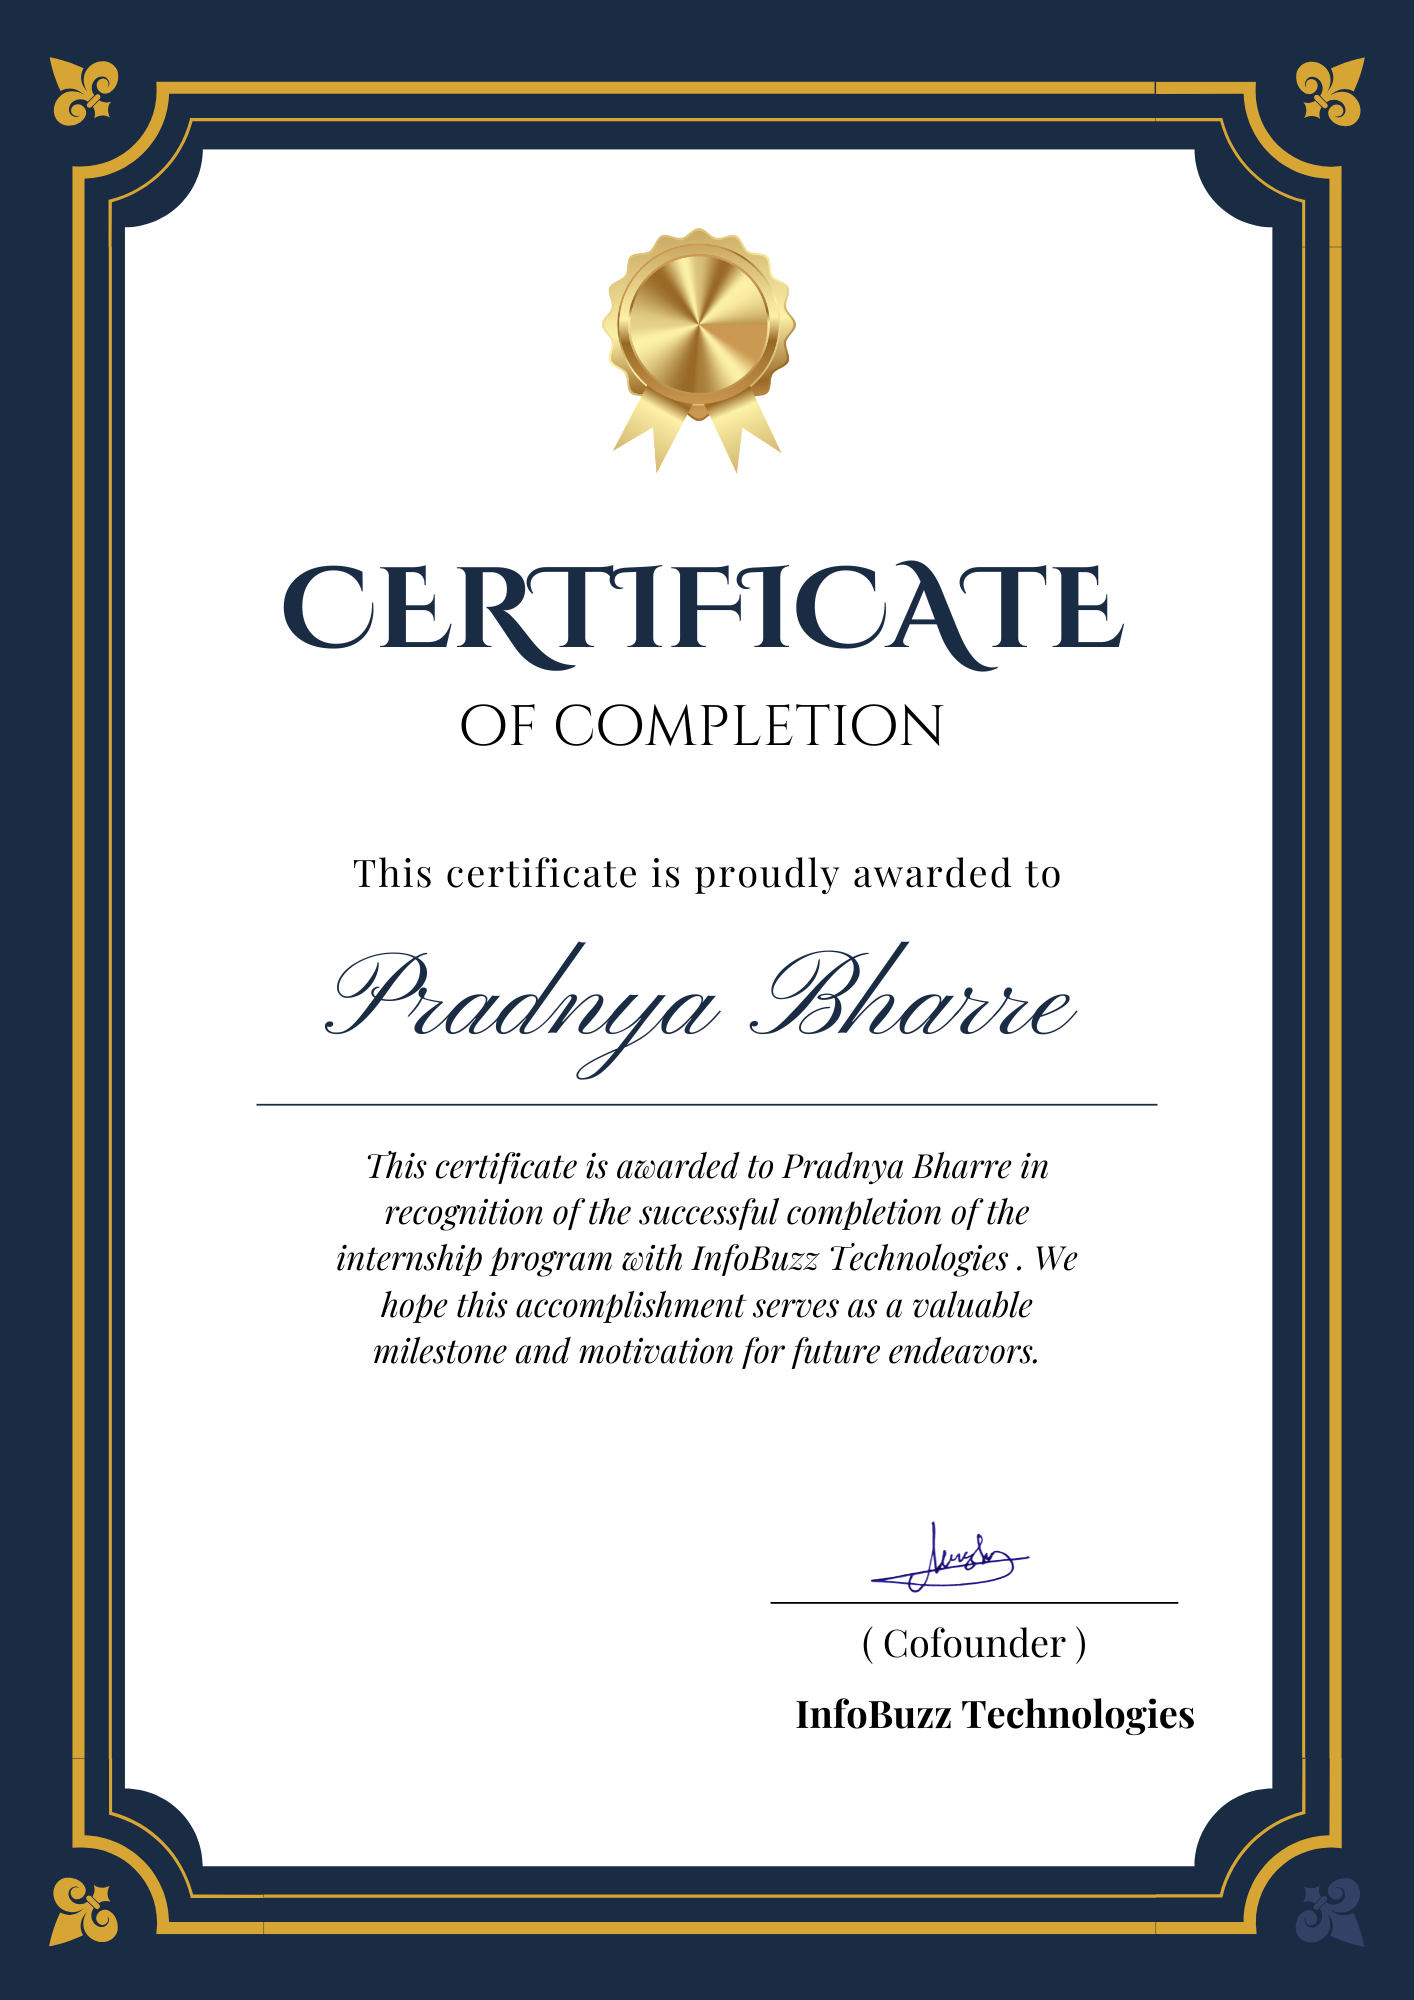 CERTIFICATE
OF COMPLETION
This certificate is proudly awarded to
Pradnya Bharre
This certificate is awarded to Pradnya Bharre in
recognition of the successful completion of the
internship program with InfoBuzz Technologies . We
hope this accomplishment serves as a valuable
milestone and motivation for future endeavors.
( Cofounder )
InfoBuzz Technologies